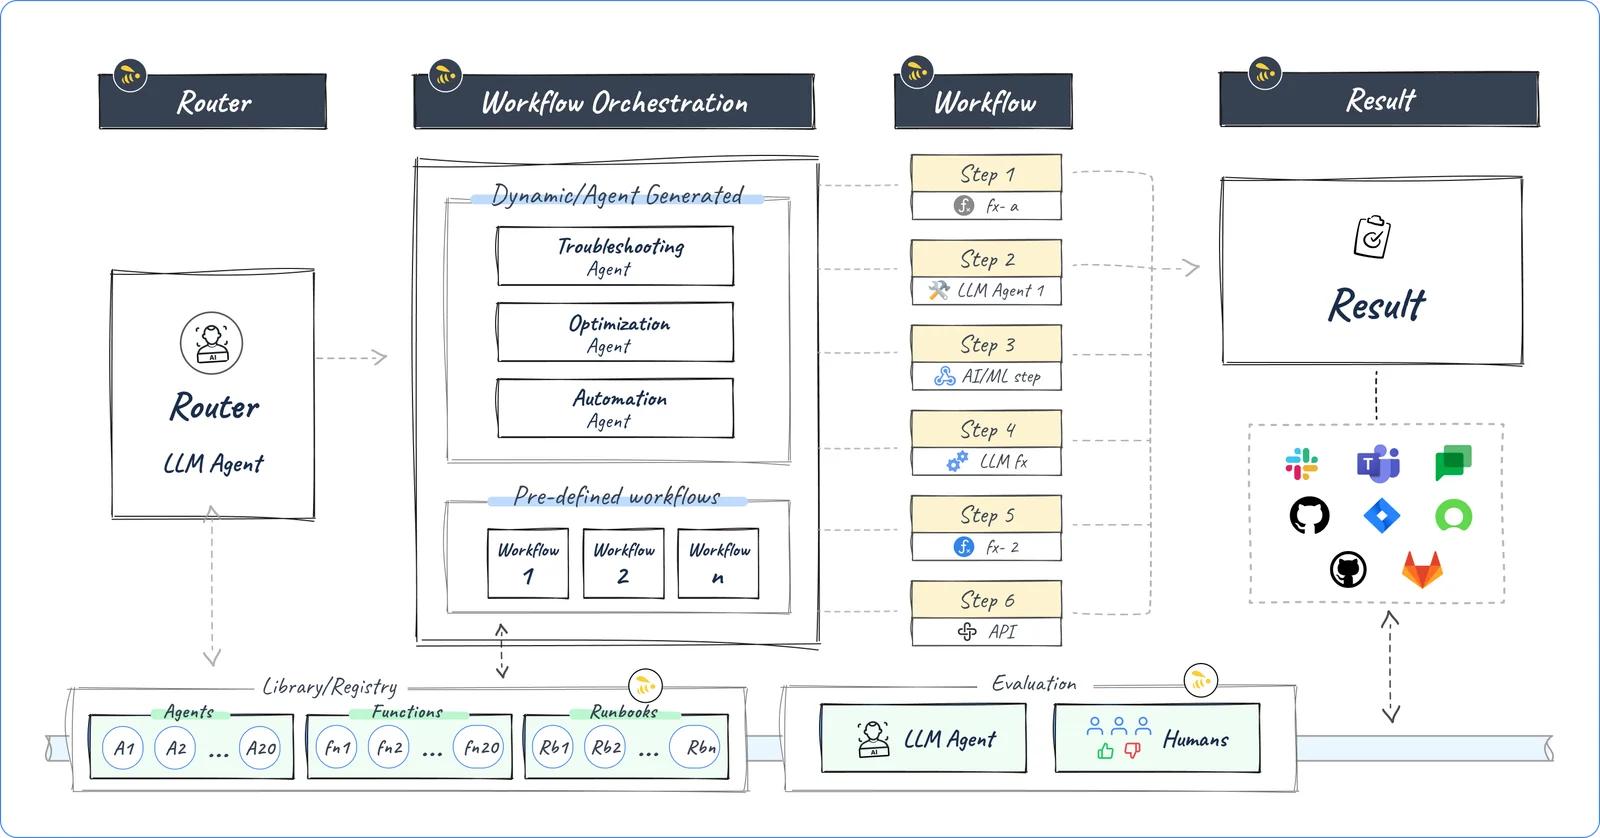 Router
Workflow Orchestration
Workflow
Result
AI
Router
LLM Agent
Dynamic/Agent Generated
Troubleshooting
Agent
Optimization
Agent
Automation
Agent
Pre-defined workflows
Workflow
1
Workflow
2
Workflow
n
Step 1
fx- a
Step 2
LLM Agent 1
Step 3
AI/ML step
Step 4
LLM fx
Step 5
fx- 2
Step 6
API
Result
T
Library/Registry
Agents
A1
A2
...
A20
Functions
fn1
fn2
...
fn20
Runbooks
Rb1
Rb2
...
Rbn
Evaluation
AI
LLM Agent
Humans